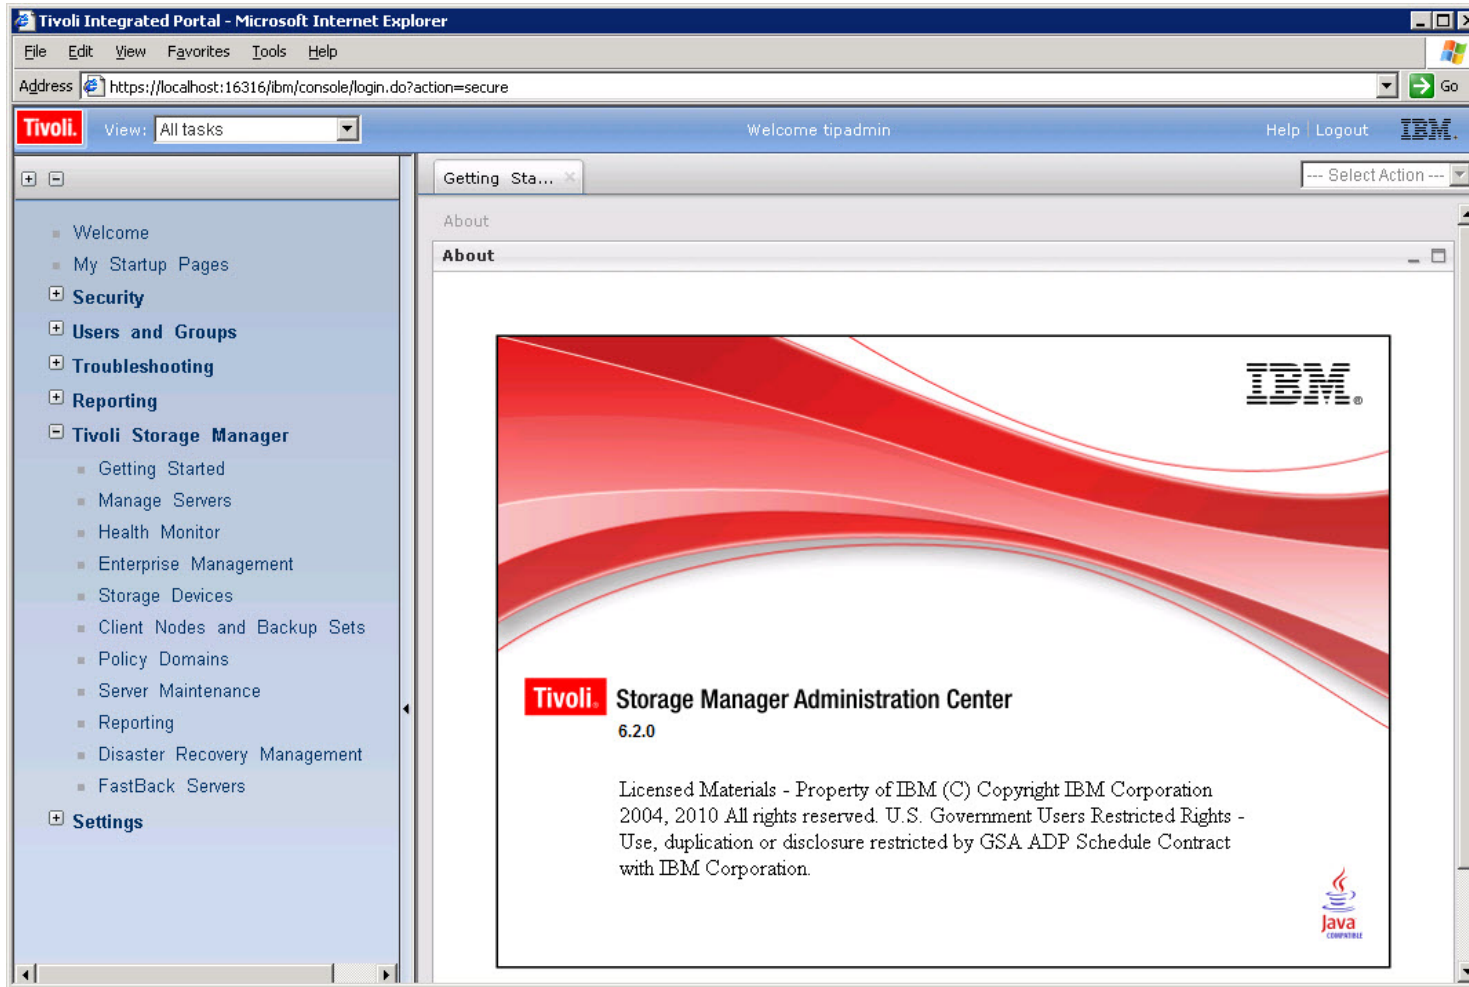 Tivoli Integrated Portal - Microsoft Internet Explorer
File Edit View Favorites Tools Help
Address https://localhost:16316/ibm/console/login.do?action=secure Go
Tivoli. View: All tasks Welcome tipadmin Help Logout IBM.
Getting Sta... --- Select Action ---
About
About
Welcome
My Startup Pages
Security
Users and Groups
Troubleshooting
Reporting
Tivoli Storage Manager
Getting Started
Manage Servers
Health Monitor
Enterprise Management
Storage Devices
Client Nodes and Backup Sets
Policy Domains
Server Maintenance
Reporting
Disaster Recovery Management
FastBack Servers
Settings
IBM®
Tivoli. Storage Manager Administration Center
6.2.0
Licensed Materials - Property of IBM (C) Copyright IBM Corporation
2004, 2010 All rights reserved. U.S. Government Users Restricted Rights -
Use, duplication or disclosure restricted by GSA ADP Schedule Contract
with IBM Corporation.
Java
COMPATIBLE